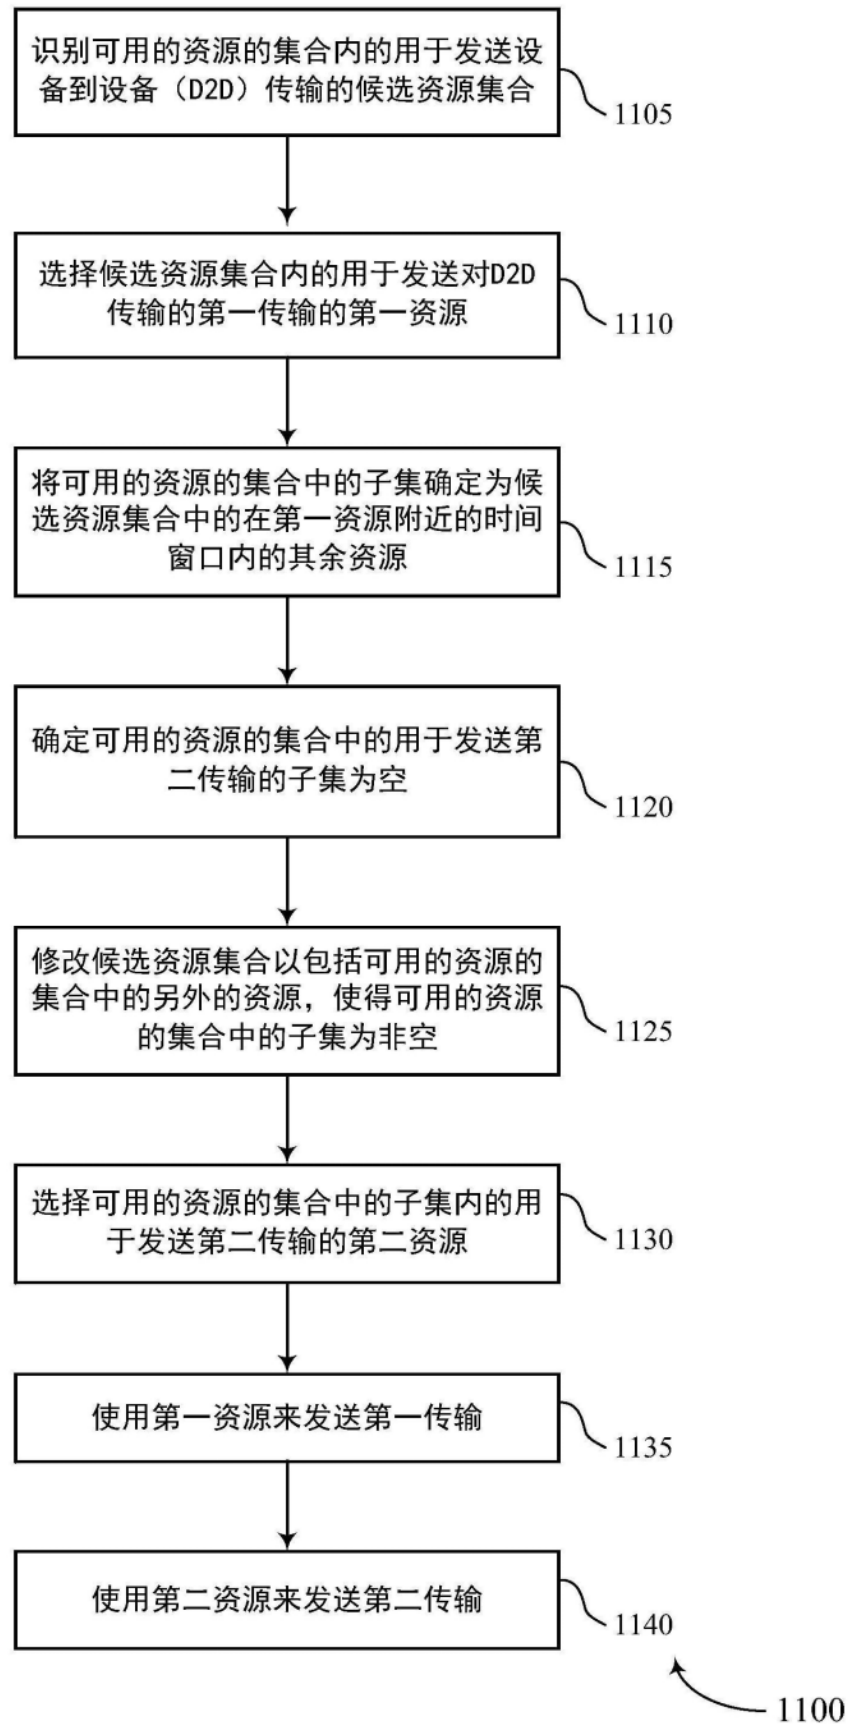 识别可用的资源的集合内的用于发送设
备到设备（D2D）传输的候选资源集合
1105
选择候选资源集合内的用于发送对D2D
传输的第一传输的第一资源
1110
将可用的资源的集合中的子集确定为候
选资源集合中的在第一资源附近的时间
窗口内的其余资源
1115
确定可用的资源的集合中的用于发送第
二传输的子集为空
1120
修改候选资源集合以包括可用的资源的
集合中的另外的资源，使得可用的资源
的集合中的子集为非空
1125
选择可用的资源的集合中的子集内的用
于发送第二传输的第二资源
1130
使用第一资源来发送第一传输
1135
使用第二资源来发送第二传输
1140
1100